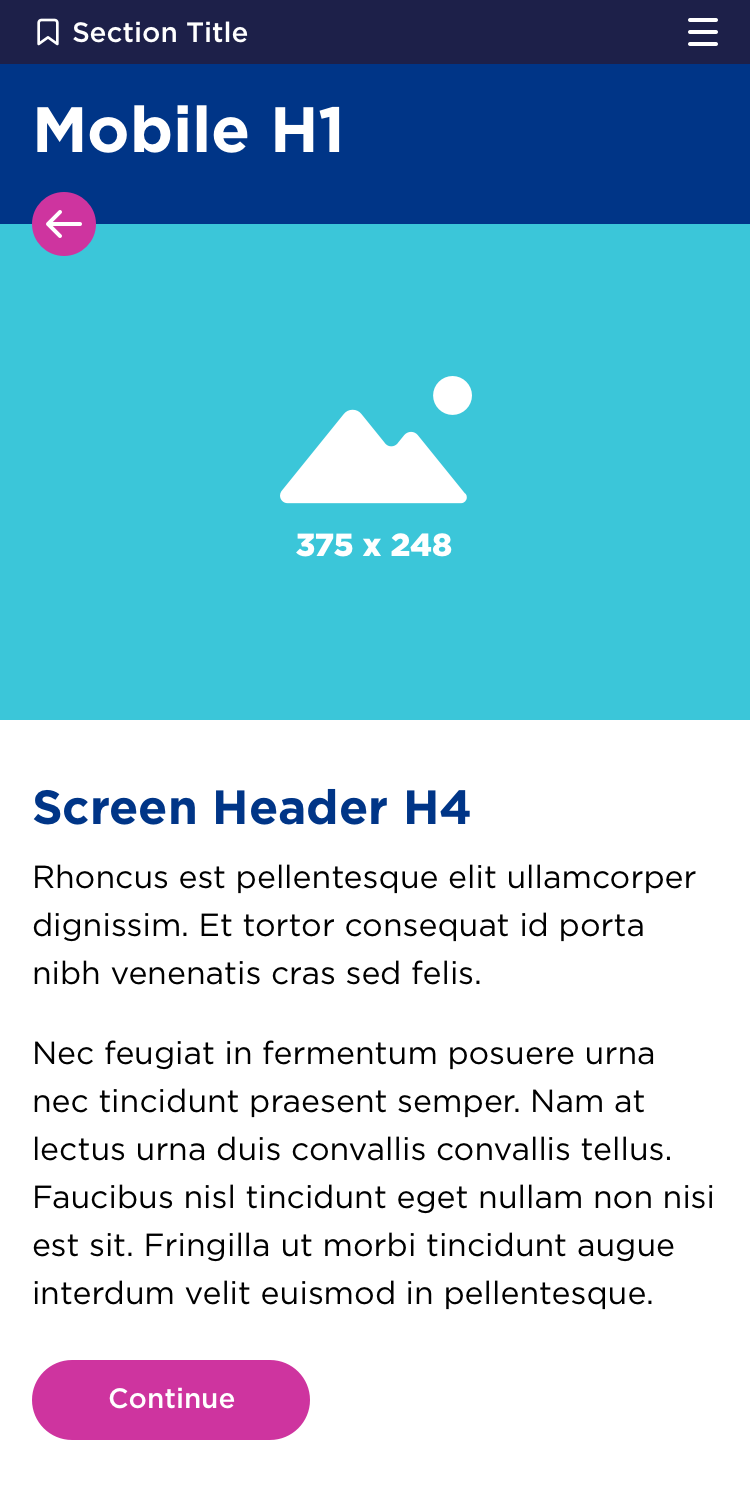 Section Title
Mobile H1
375 x 248
Screen Header H4
Rhoncus est pellentesque elit ullamcorper
dignissim. Et tortor consequat id porta
nibh venenatis cras sed felis.
Nec feugiat in fermentum posuere urna
nec tincidunt praesent semper. Nam at
lectus urna duis convallis convallis tellus.
Faucibus nisl tincidunt eget nullam non nisi
est sit. Fringilla ut morbi tincidunt augue
interdum velit euismod in pellentesque.
Continue